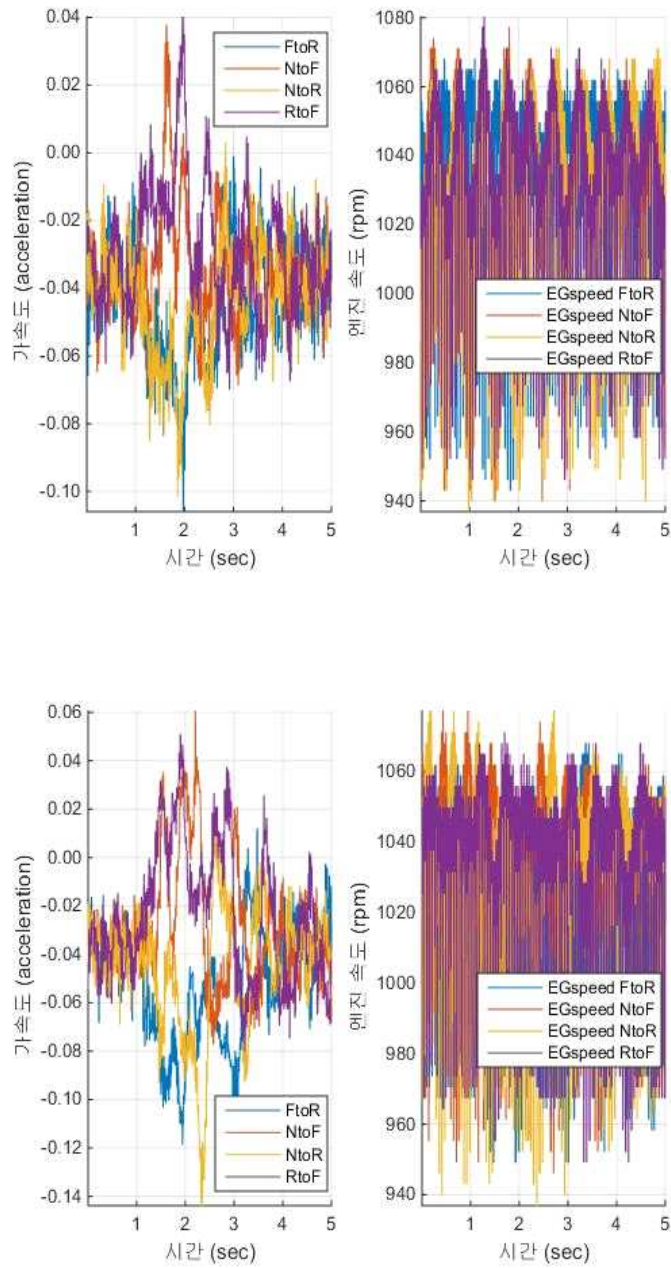 0.04
0.02
0.00
-0.02
-0.04
-0.06
-0.08
-0.10
가속도 (acceleration)
FtoR
NtoF
NtoR
RtoF
1 2 3 4 5
시간 (sec)
1080
1060
1040
1020
1000
980
960
940
엔진 속도 (rpm)
EGspeed FtoR
EGspeed NtoF
EGspeed NtoR
EGspeed RtoF
1 2 3 4 5
시간 (sec)
0.06
0.04
0.02
0.00
-0.02
-0.04
-0.06
-0.08
-0.10
-0.12
-0.14
가속도 (acceleration)
FtoR
NtoF
NtoR
RtoF
1 2 3 4 5
시간 (sec)
1060
1040
1020
1000
980
960
940
엔진 속도 (rpm)
EGspeed FtoR
EGspeed NtoF
EGspeed NtoR
EGspeed RtoF
1 2 3 4 5
시간 (sec)